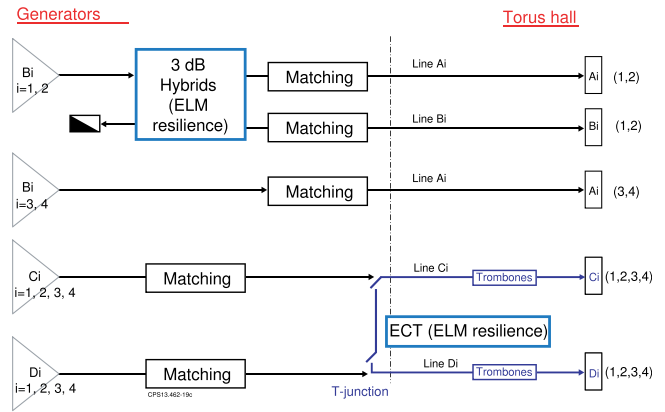 Generators
Torus hall
Bi
i=1, 2
3 dB
Hybrids
(ELM
resilience)
Matching
Line Ai
Ai
(1,2)
Matching
Line Bi
Bi
(1,2)
Bi
i=3, 4
Matching
Line Ai
Ai
(3,4)
Ci
i=1, 2, 3, 4
Matching
Line Ci
Trombones
Ci
(1,2,3,4)
ECT (ELM resilience)
Di
i=1, 2, 3, 4
Matching
CPS13.462-19c
T-junction
Line Di
Trombones
Di
(1,2,3,4)